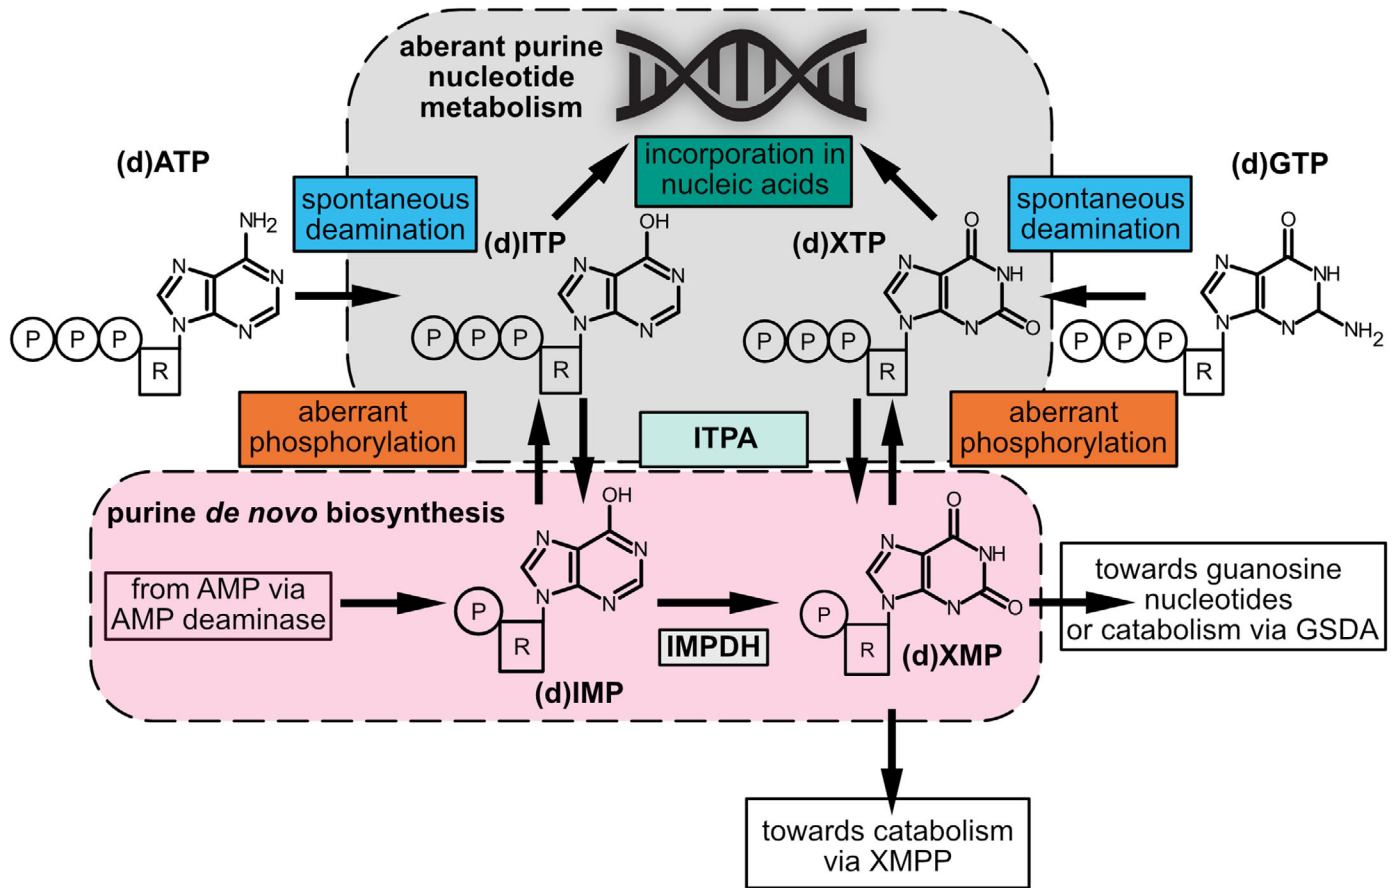 aberant purine
nucleotide
metabolism
(d)ATP
incorporation in
nucleic acids
(d)GTP
spontaneous
deamination
spontaneous
deamination
(d)ITP
(d)XTP
NH2
N
N
N
N
P
P
P
R
OH
N
N
N
N
P
P
P
R
O
N
NH
N
N
O
P
P
P
R
O
N
NH
N
N
NH2
P
P
P
R
aberrant
phosphorylation
ITPA
aberrant
phosphorylation
purine de novo biosynthesis
from AMP via
AMP deaminase
OH
N
N
N
N
P
R
(d)IMP
IMPDH
O
N
NH
N
N
O
P
R
(d)XMP
towards guanosine
nucleotides
or catabolism via GSDA
towards catabolism
via XMPP